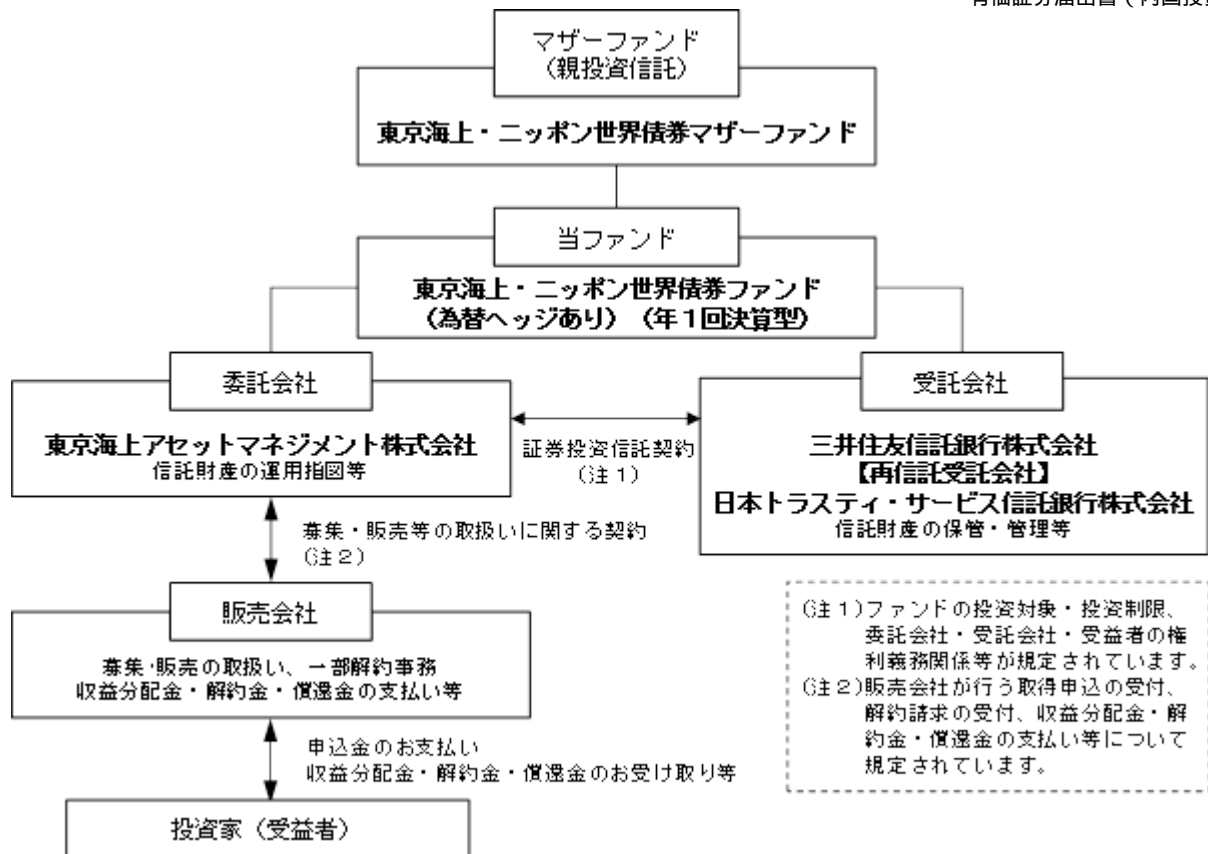 マザーファンド
(親投資信託)
東京海上・ニッポン世界債券マザーファンド
当ファンド
東京海上・ニッポン世界債券ファンド
(為替ヘッジあり)(年1回決算型)
委託会社
東京海上アセットマネジメント株式会社
信託財産の運用指図等
証券投資信託契約
(注1)
受託会社
三井住友信託銀行株式会社
【再信託受託会社】
日本トラスティ・サービス信託銀行株式会社
信託財産の保管・管理等
募集・販売等の取扱いに関する契約
(注2)
販売会社
募集・販売の取扱い、一部解約事務
収益分配金・解約金・償還金の支払い等
申込金のお支払い
収益分配金・解約金・償還金のお受け取り等
投資家(受益者)
(注1)ファンドの投資対象・投資制限、
委託会社・受託会社・受益者の権
利義務関係等が規定されています。
(注2)販売会社が行う取得申込の受付、
解約請求の受付、収益分配金・解
約金・償還金の支払い等について
規定されています。